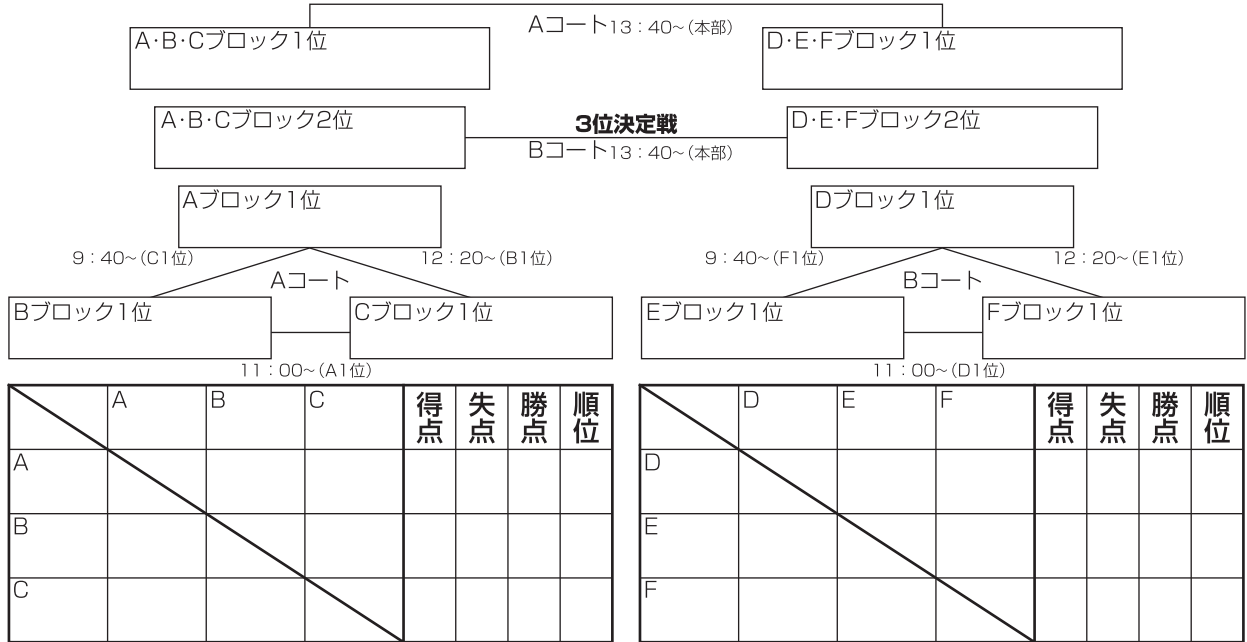 Aコート13：40~（本部）
A･B･Cブロック1位
D･E･Fブロック1位
A･B･Cブロック2位
3位決定戦
D･E･Fブロック2位
Bコート13：40~（本部）
Aブロック1位
Dブロック1位
9：40~（C1位）
12：20~（B1位）
9：40~（F1位）
12：20~（E1位）
Aコート
Bコート
Bブロック1位
Cブロック1位
Eブロック1位
Fブロック1位
11：00~（A1位）
11：00~（D1位）
A B C 得点 失点 勝点 順位
A
B
C
D E F 得点 失点 勝点 順位
D
E
F